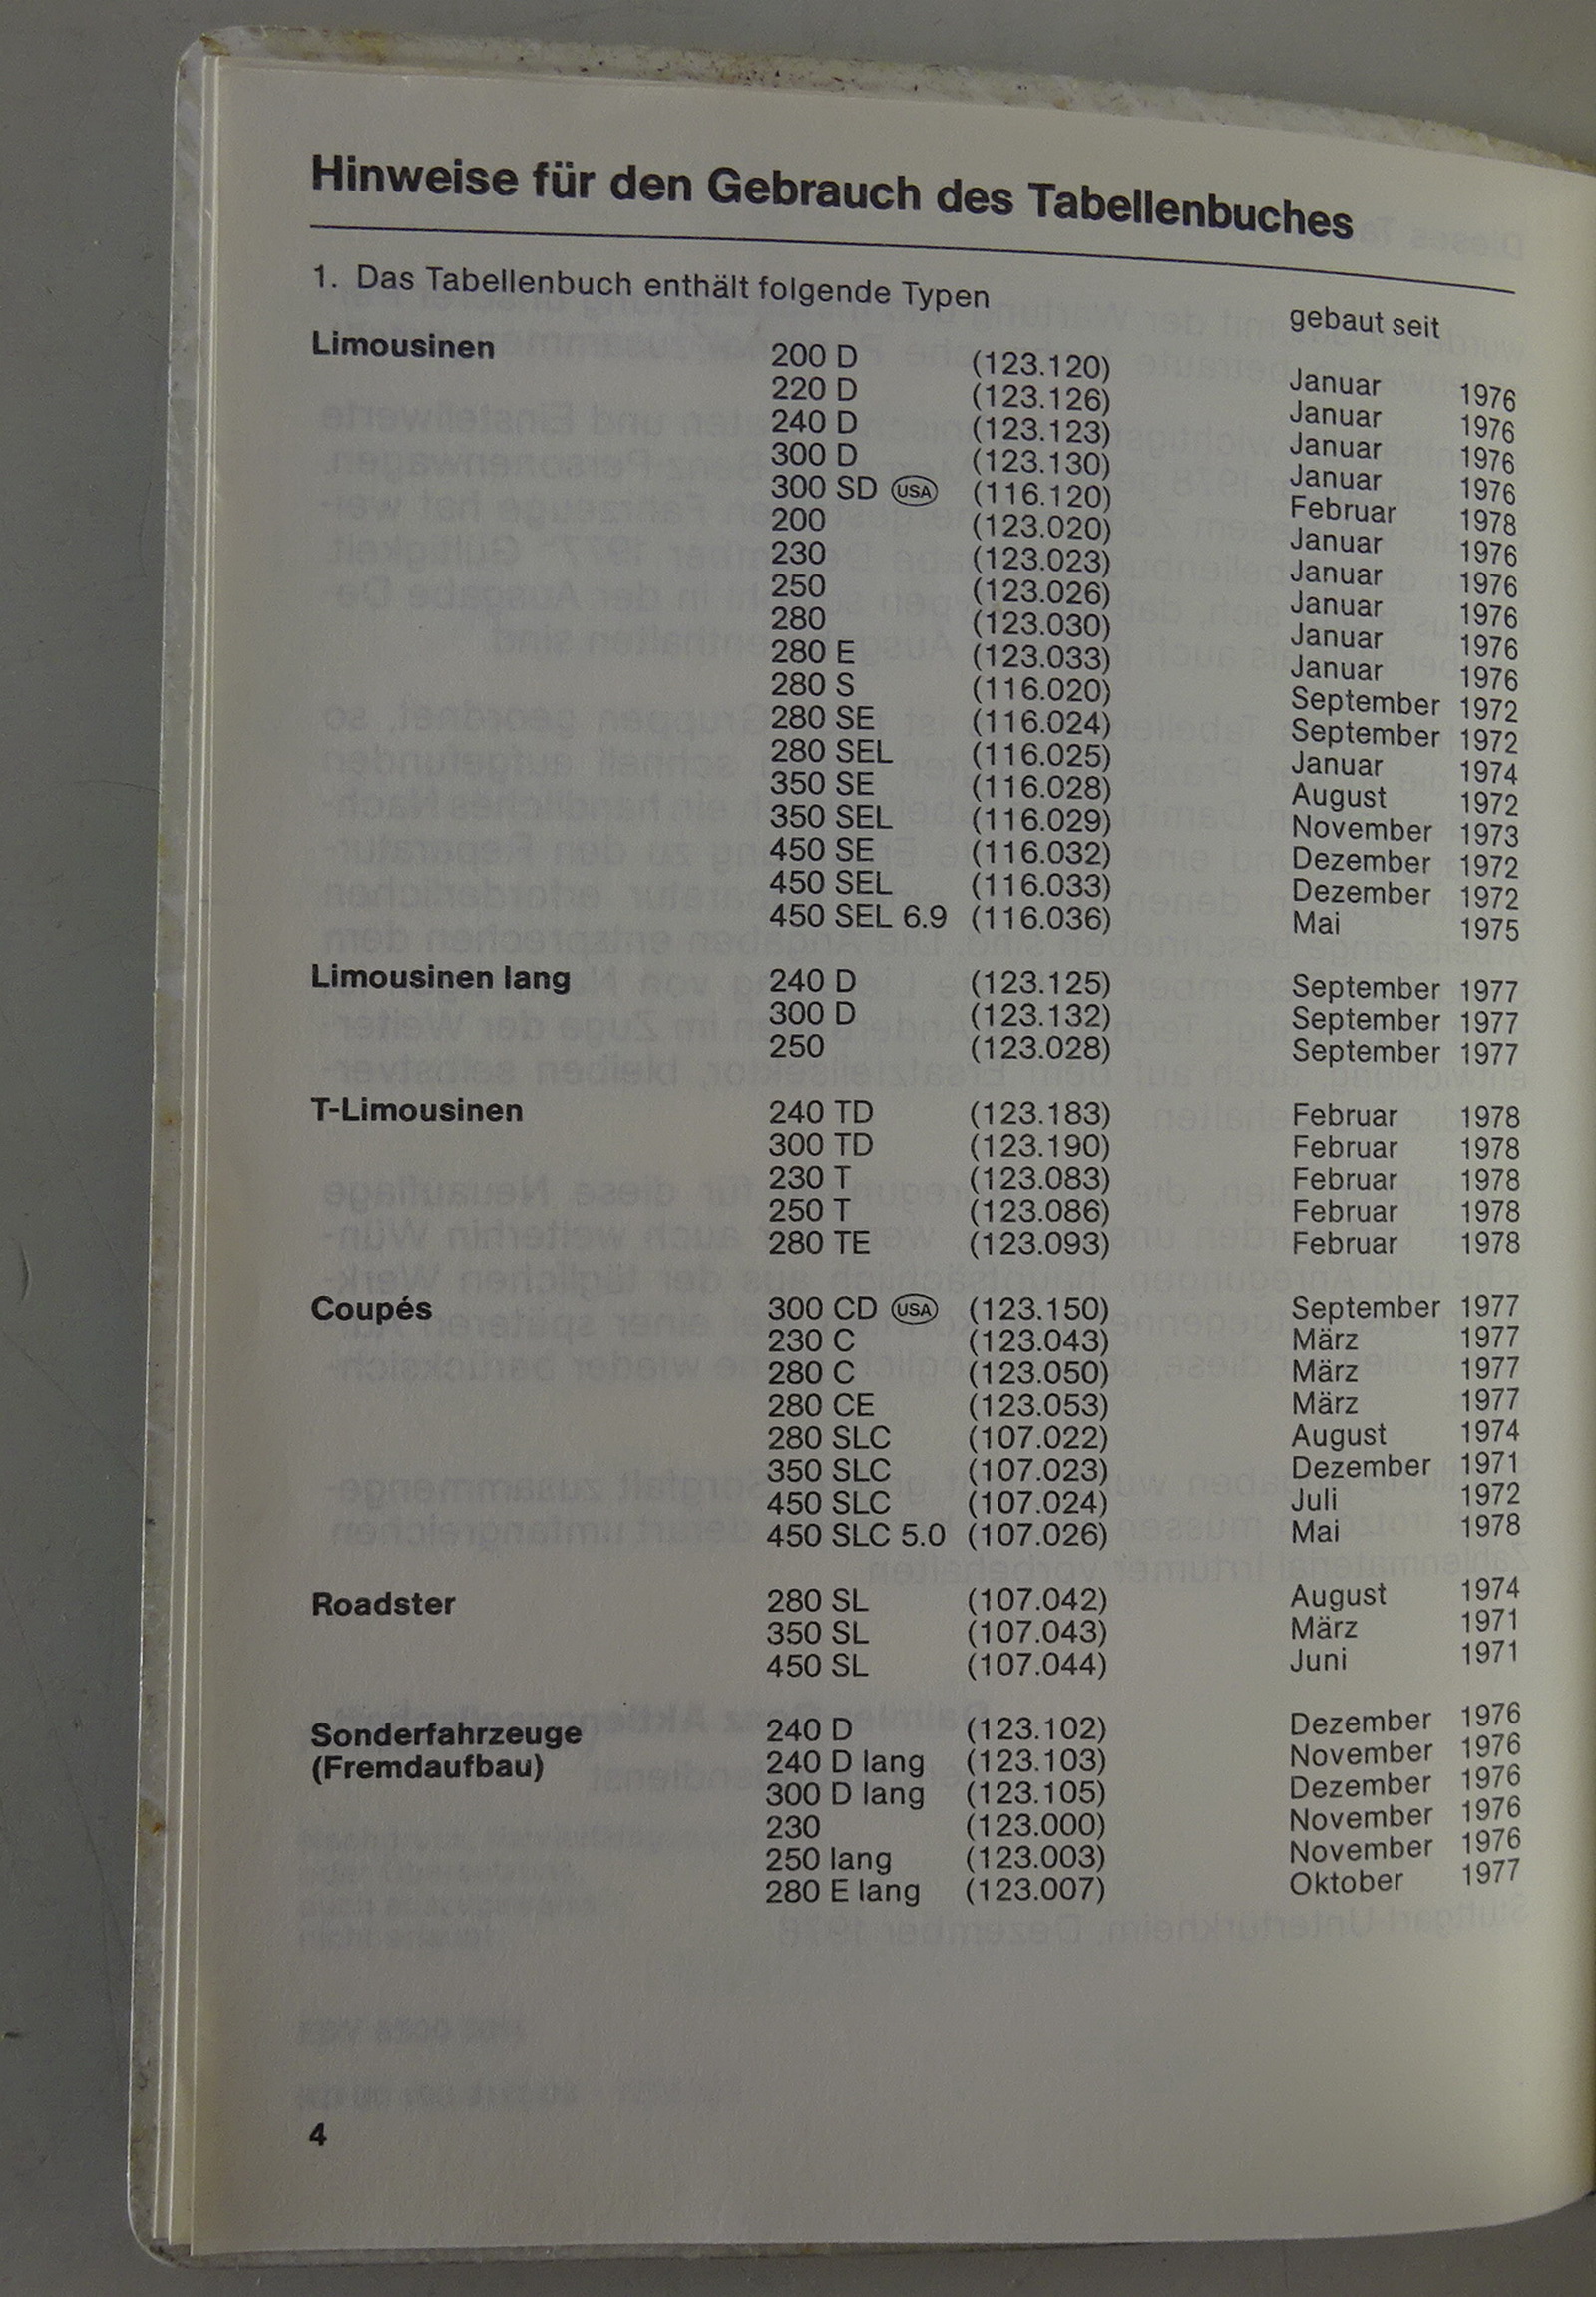 Hinweise für den Gebrauch des Tabellenbuches
1. Das Tabellenbuch enthält folgende Typen
gebaut seit
Limousinen 200 D (123.120) Januar 1976
220 D (123.126) Januar 1976
240 D (123.123) Januar 1976
300 D (123.130) Januar 1976
300 SD USA (116.120) Februar 1978
200 (123.020) Januar 1976
230 (123.023) Januar 1976
250 (123.026) Januar 1976
280 (123.030) Januar 1976
280 E (123.033) Januar 1976
280 S (116.020) September 1972
280 SE (116.024) September 1972
280 SEL (116.025) Januar 1974
350 SE (116.028) August 1972
350 SEL (116.029) November 1973
450 SE (116.032) Dezember 1972
450 SEL (116.033) Dezember 1972
450 SEL 6.9 (116.036) Mai 1975
Limousinen lang 240 D (123.125) September 1977
300 D (123.132) September 1977
250 (123.028) September 1977
T-Limousinen 240 TD (123.183) Februar 1978
300 TD (123.190) Februar 1978
230 T (123.083) Februar 1978
250 T (123.086) Februar 1978
280 TE (123.093) Februar 1978
Coupés 300 CD USA (123.150) September 1977
230 C (123.043) März 1977
280 C (123.050) März 1977
280 CE (123.053) März 1977
280 SLC (107.022) August 1974
350 SLC (107.023) Dezember 1971
450 SLC (107.024) Juli 1972
450 SLC 5.0 (107.026) Mai 1978
Roadster 280 SL (107.042) August 1974
350 SL (107.043) März 1971
450 SL (107.044) Juni 1971
Sonderfahrzeuge 240 D (123.102) Dezember 1976
(Fremdaufbau) 240 D lang (123.103) November 1976
300 D lang (123.105) Dezember 1976
230 (123.000) November 1976
250 lang (123.003) November 1976
280 E lang (123.007) Oktober 1977
4